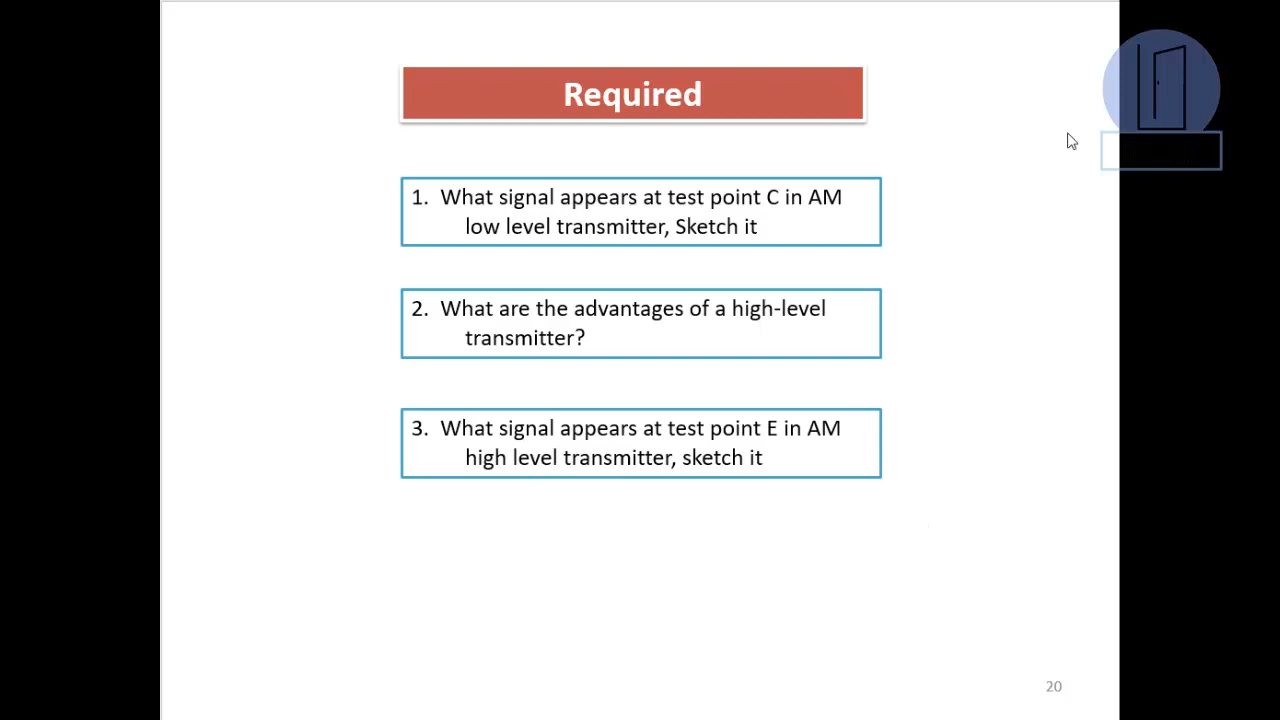 Required
1. What signal appears at test point C in AM
low level transmitter, Sketch it
2. What are the advantages of a high-level
transmitter?
3. What signal appears at test point E in AM
high level transmitter, sketch it
20